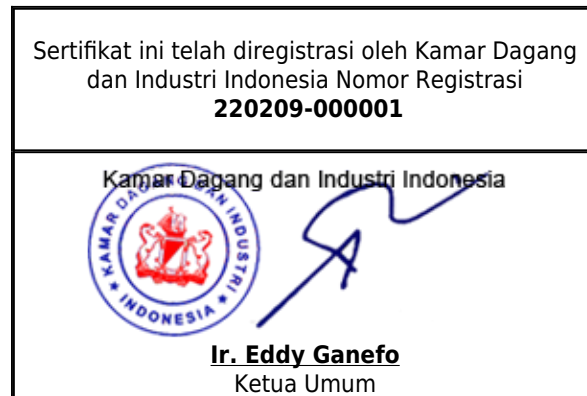 Sertifikat ini telah diregistrasi oleh Kamar Dagang
dan Industri Indonesia Nomor Registrasi
220209-000001
Kamar Dagang dan Industri Indonesia
KAMAR DAGANG DAN INDUSTRI
INDONESIA
Ir. Eddy Ganefo
Ketua Umum